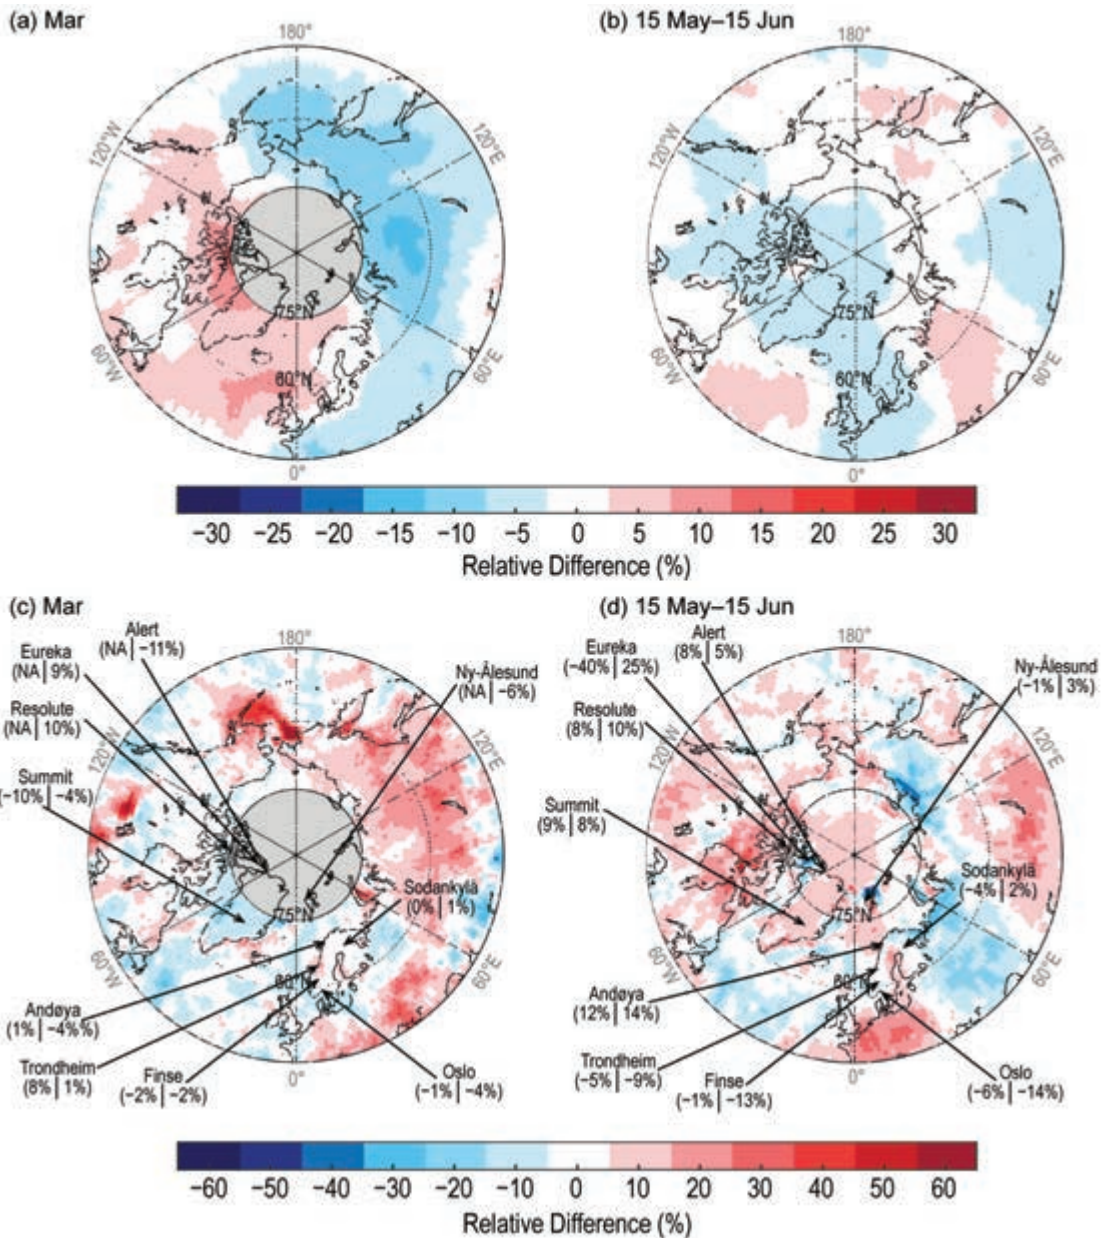 (a) Mar
(b) 15 May–15 Jun
180°
180°
120°W
120°E
120°W
120°E
75°N
75°N
60°N
60°N
60°W
60°E
60°W
60°E
0°
0°
−30 −25 −20 −15 −10 −5 0 5 10 15 20 25 30
Relative Difference (%)
(c) Mar
(d) 15 May–15 Jun
180°
Alert
(NA | −11%)
Eureka
(NA | 9%)
Ny-Ålesund
(NA | −6%)
Resolute
(NA | 10%)
120°W
120°E
Summit
(−10% | −4%)
Sodankylä
(0% | 1%)
75°N
60°N
60°W
60°E
Andøya
(1% | −4%%)
Trondheim
(8% | 1%)
Finse
(−2% | −2%)
Oslo
(−1% | −4%)
0°
180°
Alert
(8% | 5%)
Eureka
(−40% | 25%)
Ny-Ålesund
(−1% | 3%)
Resolute
(8% | 10%)
120°W
120°E
Summit
(9% | 8%)
Sodankylä
(−4% | 2%)
75°N
60°N
60°W
60°E
Andøya
(12% | 14%)
Trondheim
(−5% | −9%)
Finse
(−1% | −13%)
Oslo
(−6% | −14%)
0°
−60 −50 −40 −30 −20 −10 0 10 20 30 40 50 60
Relative Difference (%)